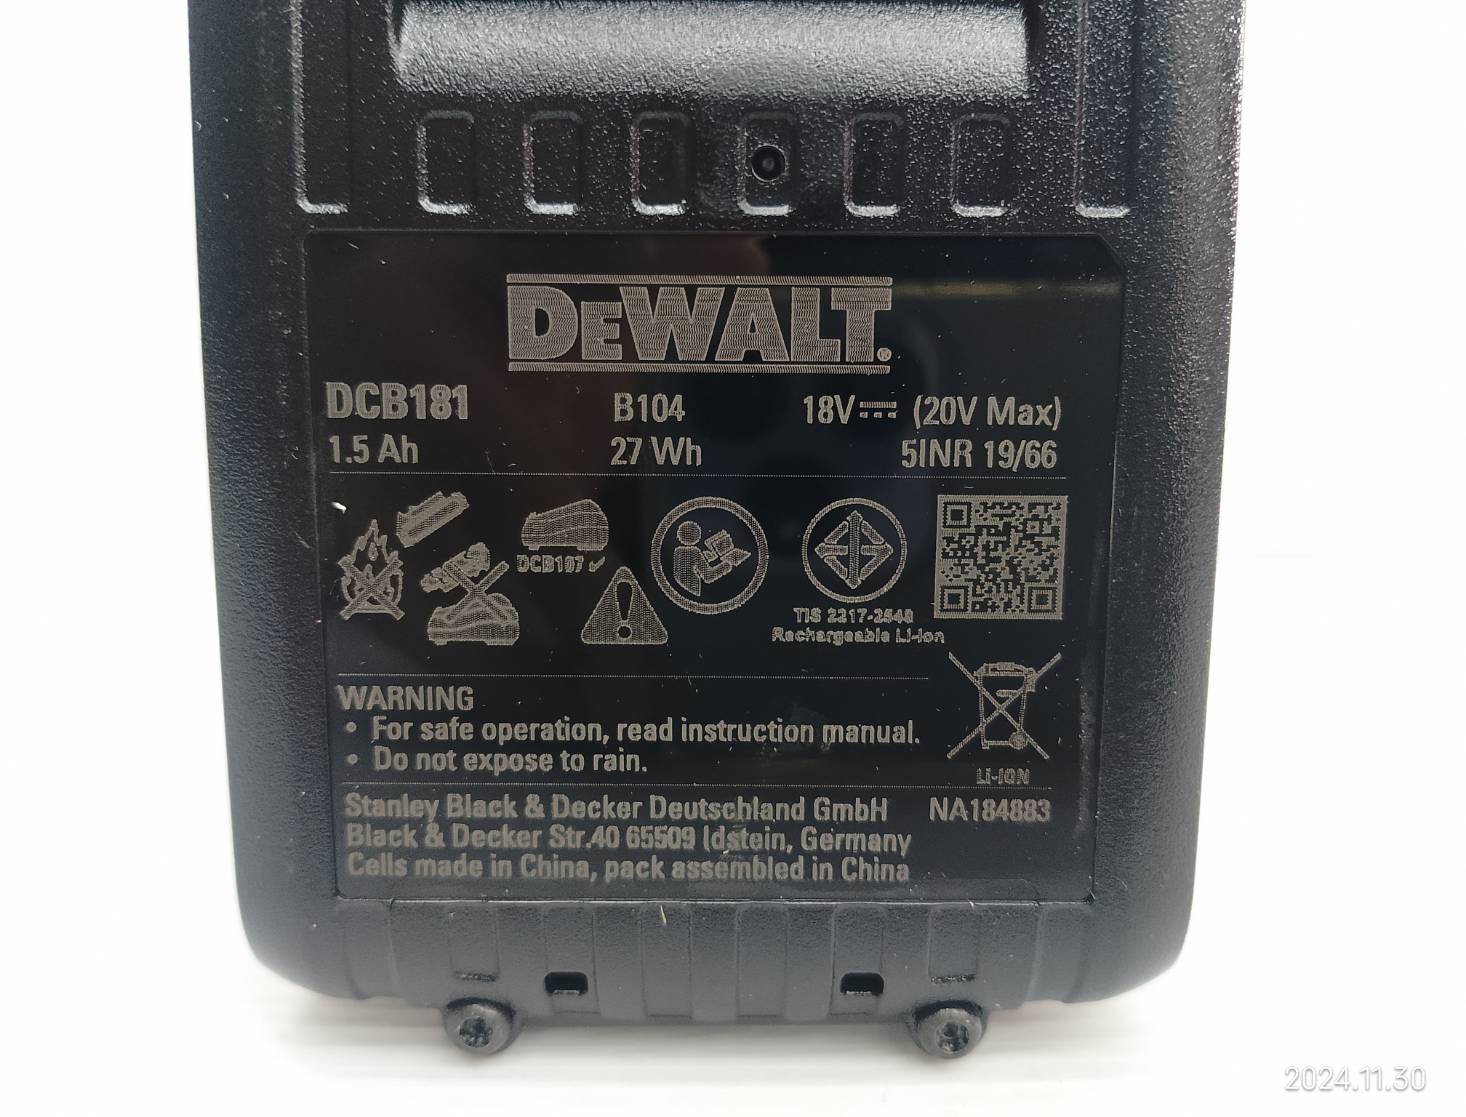 DEWALT®
DCB181 B104 18V (20V Max)
1.5 Ah 27 Wh 5INR 19/66
DCB107 ✓
TIS 2217-2548
Rechargeable Li-Ion
WARNING
• For safe operation, read instruction manual.
• Do not expose to rain.
LI-ION
Stanley Black & Decker Deutschland GmbH NA184883
Black & Decker Str.40 65509 Idstein, Germany
Cells made in China, pack assembled in China
2024.11.30